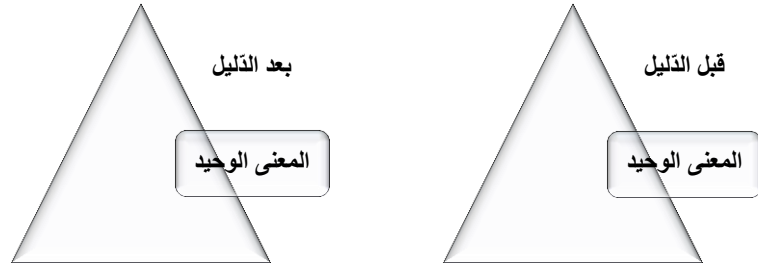 قبل الدّليل
المعنى الوحيد
بعد الدّليل
المعنى الوحيد